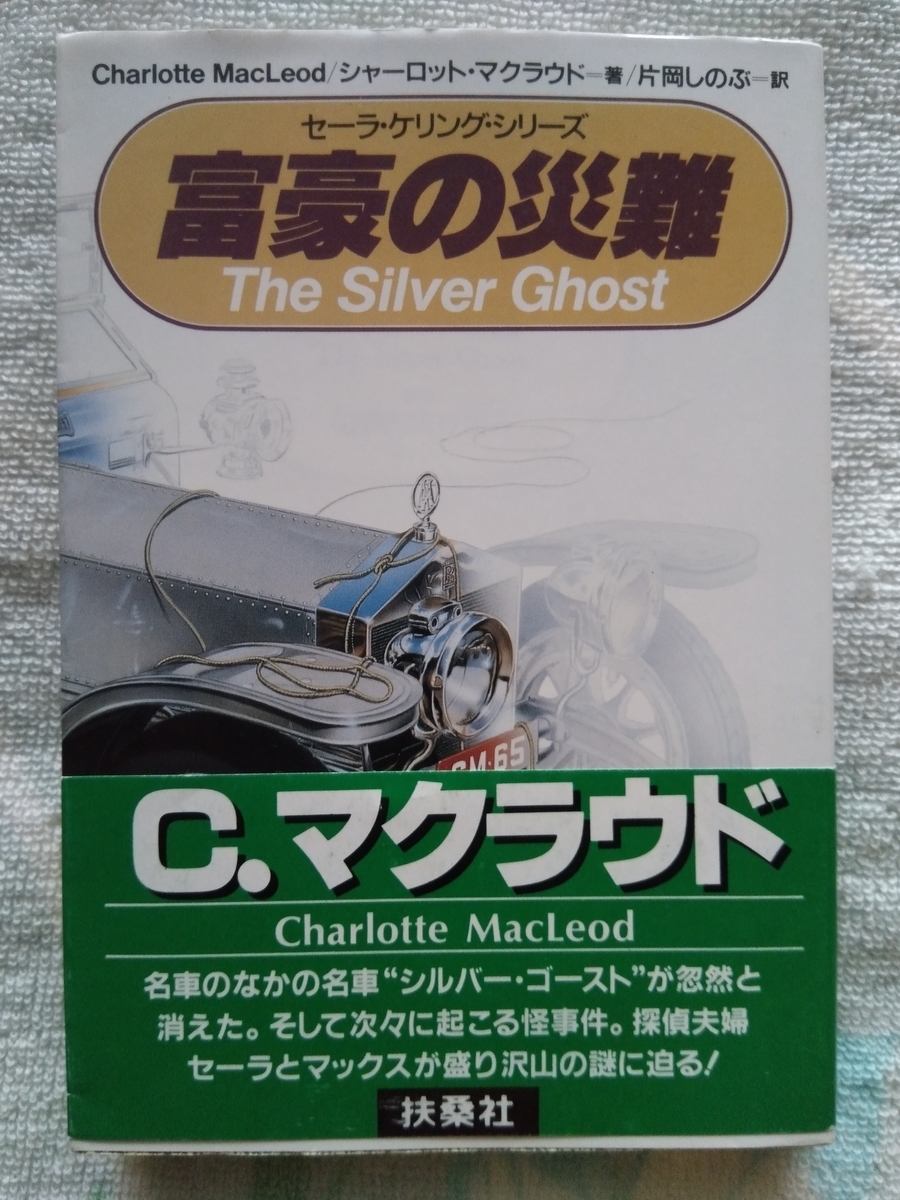 Charlotte MacLeod/シャーロット・マクラウド=著/片岡しのぶ=訳
セーラ・ケリング・シリーズ
富豪の災難
The Silver Ghost
C.マクラウド
Charlotte MacLeod
名車のなかの名車“シルバー・ゴースト”が忽然と
消えた。そして次々に起こる怪事件。探偵夫婦
セーラとマックスが盛り沢山の謎に迫る!
扶桑社